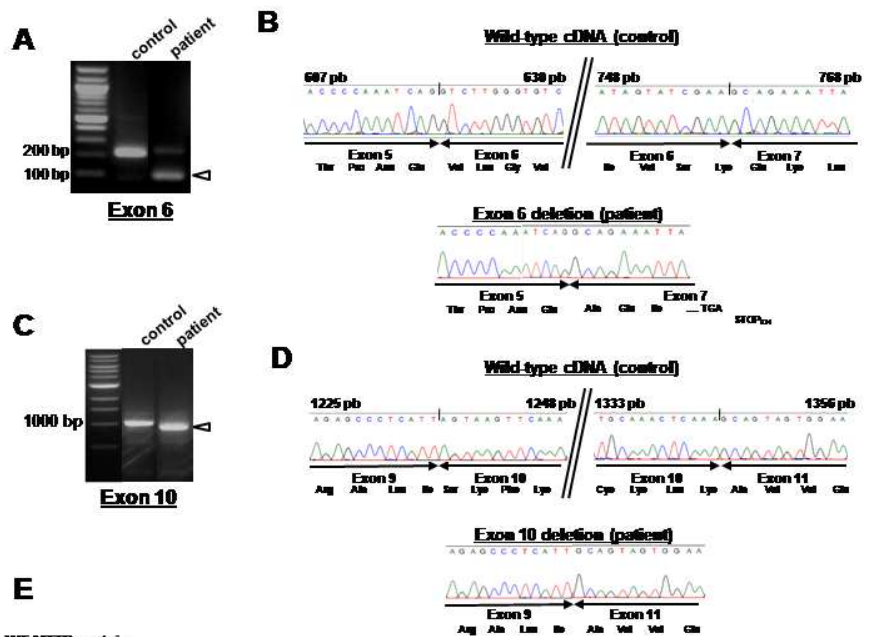 A
control
patient
200 bp
100 bp
Exon 6
B
Wild-type cDNA (control)
607 pb
630 pb
748 pb
768 pb
A C C C C A A A T C A G G T C T T G G G T G T C
A T A G T A T C G A A G C A G A A A T T A
Exon 5
Exon 6
Exon 6
Exon 7
Thr Pro Asn Gln
Val Leu Gly Val
Ile Val Ser Lys
Gln Lys Leu
Exon 6 deletion (patient)
A C C C C A A A T C A G G C A G A A A T T A
Exon 5
Exon 7
Thr Pro Asn Gln
Ala Glu Ile
... TGA
C
control
patient
1000 bp
Exon 10
D
Wild-type cDNA (control)
1225 pb
1248 pb
1333 pb
1356 pb
A G A G C C C T C A T T A G T A A G T T C A A A
T G C A A A C T C A A A G C A G T A G T G G A A
Exon 9
Exon 10
Exon 10
Exon 11
Arg Ala Leu Ile
Ser Lys Phe Lys
Cys Lys Leu Lys
Ala Val Val Glu
Exon 10 deletion (patient)
A G A G C C C T C A T T G C A G T A G T G G A A
Exon 9
Exon 11
Arg Ala Leu Ile
Ala Val Val Glu
E